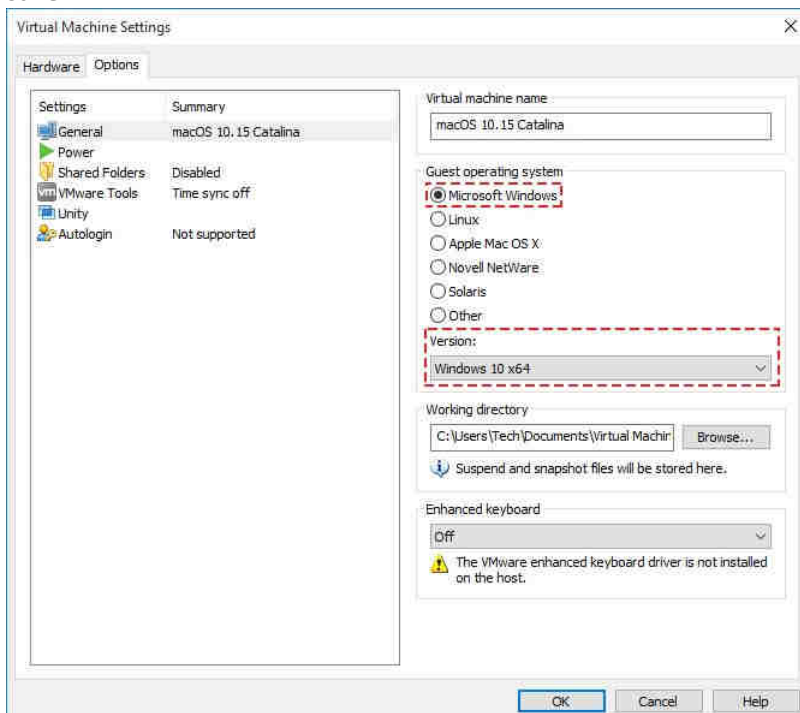 Virtual Machine Settings
Hardware
Options
Settings Summary
General macOS 10.15 Catalina
Power
Shared Folders Disabled
VMware Tools Time sync off
Unity
Autologin Not supported
Virtual machine name
macOS 10.15 Catalina
Guest operating system
Microsoft Windows
Linux
Apple Mac OS X
Novell NetWare
Solaris
Other
Version:
Windows 10 x64
Working directory
C:\Users\Tech\Documents\Virtual Machin
Browse...
Suspend and snapshot files will be stored here.
Enhanced keyboard
Off
The VMware enhanced keyboard driver is not installed
on the host.
OK Cancel Help